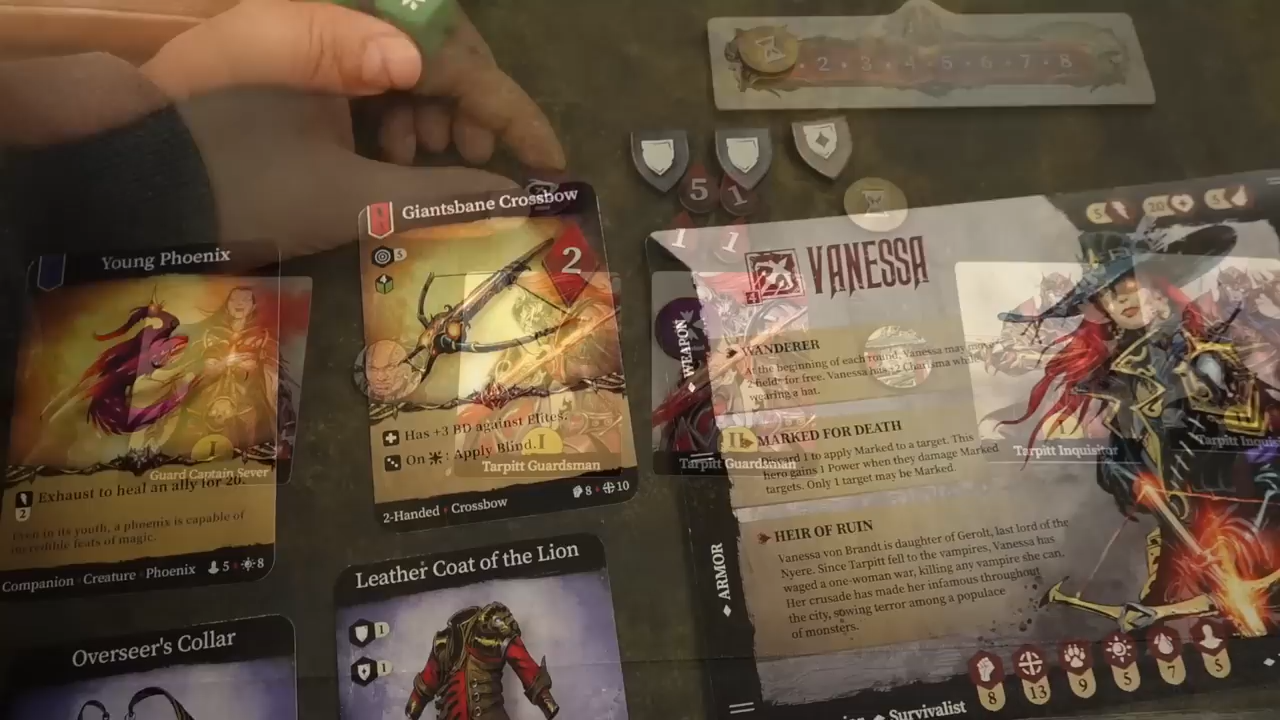 2 • 3 • 4 • 5 • 6 • 7 • 8
5 1
1 1
Giantsbane Crossbow
5
2
Has +3 BD against Elites.
On : Apply Blind.
2-Handed • Crossbow
8 • 10
Young Phoenix
I
Guard Captain Sever
Exhaust to heal an ally for 20.
2
Even in its youth, a phoenix is capable of
incredible feats of magic.
Companion • Creature • Phoenix
5 • 8
I
Tarpitt Guardsman
II
Tarpitt Guardsman
Tarpitt Inquisitor
Leather Coat of the Lion
1
1
Overseer's Collar
5 20 5
VANESSA
WEAPON
WANDERER
At the beginning of each round, Vanessa may move
2 fields for free. Vanessa has +2 Charisma while
wearing a hat.
MARKED FOR DEATH
Discard 1 to apply Marked to a target. This
hero gains 1 Power when they damage Marked
targets. Only 1 target may be Marked.
ARMOR
HEIR OF RUIN
Vanessa von Brandt is daughter of Gerolt, last lord of the
Nyere. Since Tarpitt fell to the vampires, Vanessa has
waged a one-woman war, killing any vampire she can.
Her crusade has made her infamous throughout
the city, sowing terror among a populace
of monsters.
8 13 9 5 7 5
Survivalist